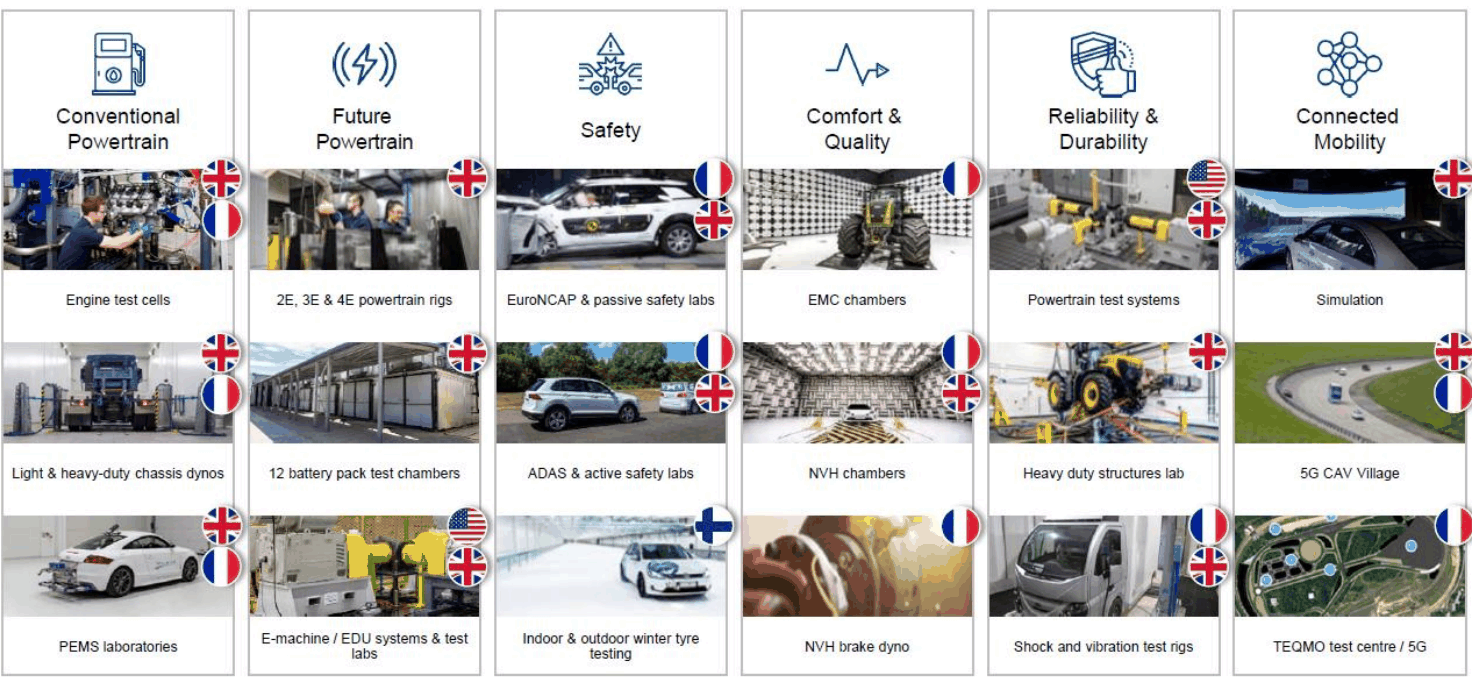 Conventional
Powertrain
Future
Powertrain
Safety
Comfort &
Quality
Reliability &
Durability
Connected
Mobility
Engine test cells
2E, 3E & 4E powertrain rigs
EuroNCAP & passive safety labs
EMC chambers
Powertrain test systems
Simulation
Light & heavy-duty chassis dynos
12 battery pack test chambers
ADAS & active safety labs
NVH chambers
Heavy duty structures lab
5G CAV Village
PEMS laboratories
E-machine / EDU systems & test
labs
Indoor & outdoor winter tyre
testing
NVH brake dyno
Shock and vibration test rigs
TEQMO test centre / 5G